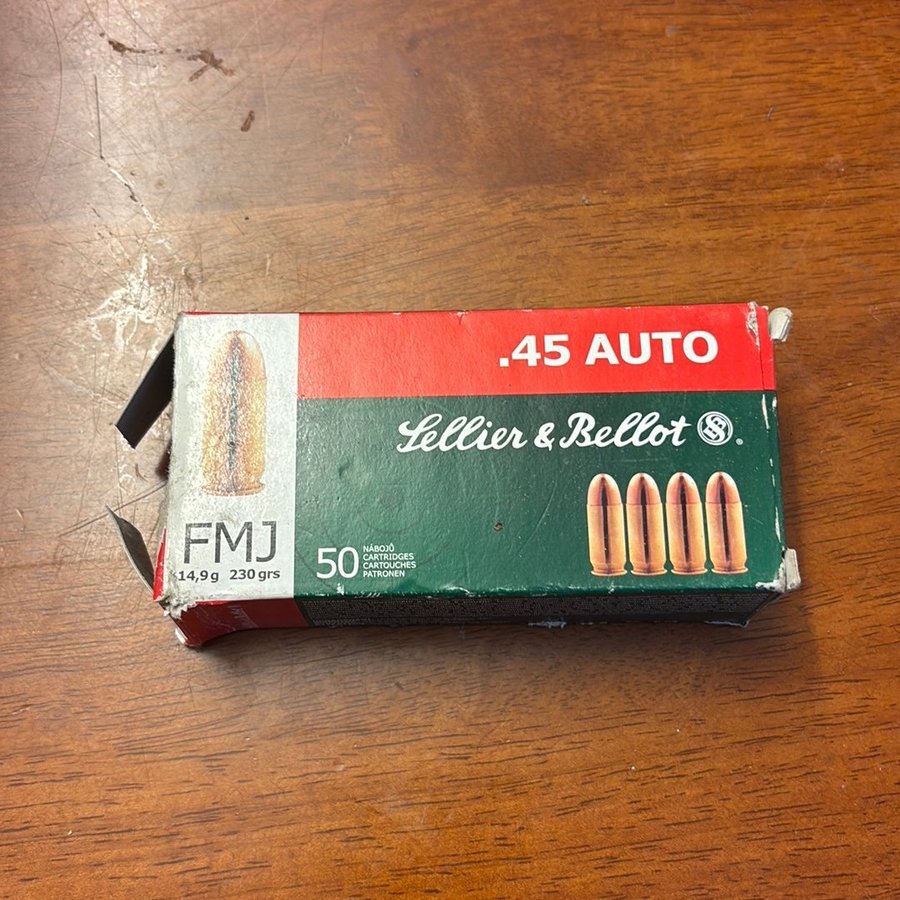 .45 AUTO
Sellier & Bellot ®
FMJ
14,9 g 230 grs
50
NÁBOJŮ
CARTRIDGES
CARTOUCHES
PATRONEN